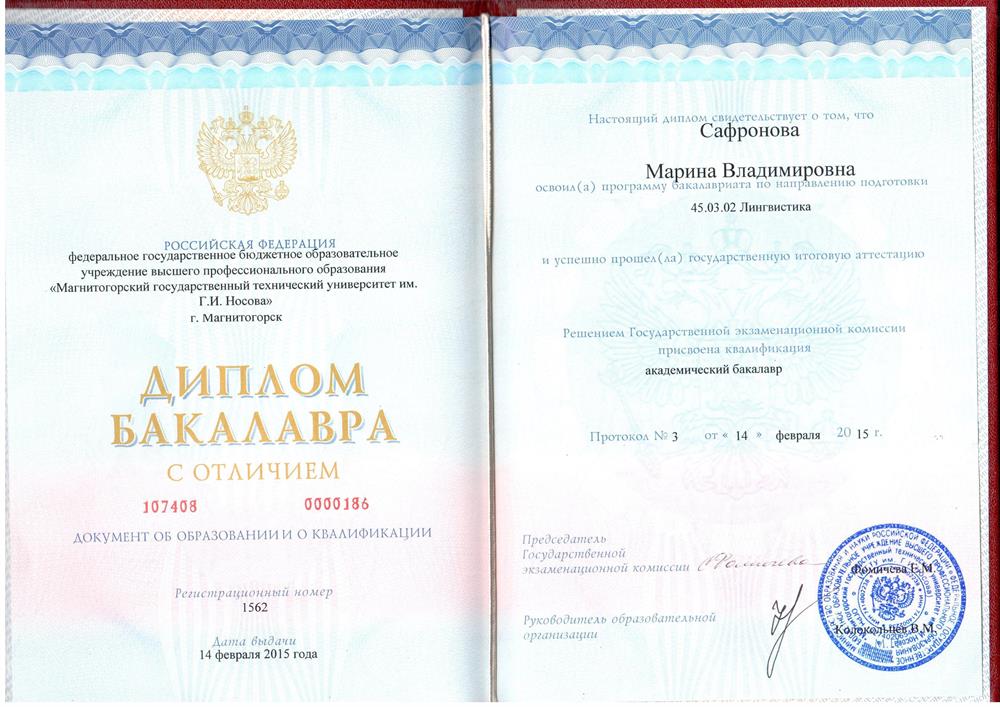 РОССИЙСКАЯ ФЕДЕРАЦИЯ
федеральное государственное бюджетное образовательное
учреждение высшего профессионального образования
«Магнитогорский государственный технический университет им.
Г.И. Носова»
г. Магнитогорск
ДИПЛОМ
БАКАЛАВРА
С ОТЛИЧИЕМ
107408 0000186
ДОКУМЕНТ ОБ ОБРАЗОВАНИИ И О КВАЛИФИКАЦИИ
Регистрационный номер
1562
Дата выдачи
14 февраля 2015 года
Настоящий диплом свидетельствует о том, что
Сафронова
Марина Владимировна
освоил(а) программу бакалавриата по направлению подготовки
45.03.02 Лингвистика
и успешно прошел(ла) государственную итоговую аттестацию
Решением Государственной экзаменационной комиссии
присвоена квалификация
академический бакалавр
Протокол № 3 от « 14 » февраля 20 15 г.
Председатель
Государственной
экзаменационной комиссии
Фомичева Е.М.
Руководитель образовательной
организации
Колокольцев В.М.